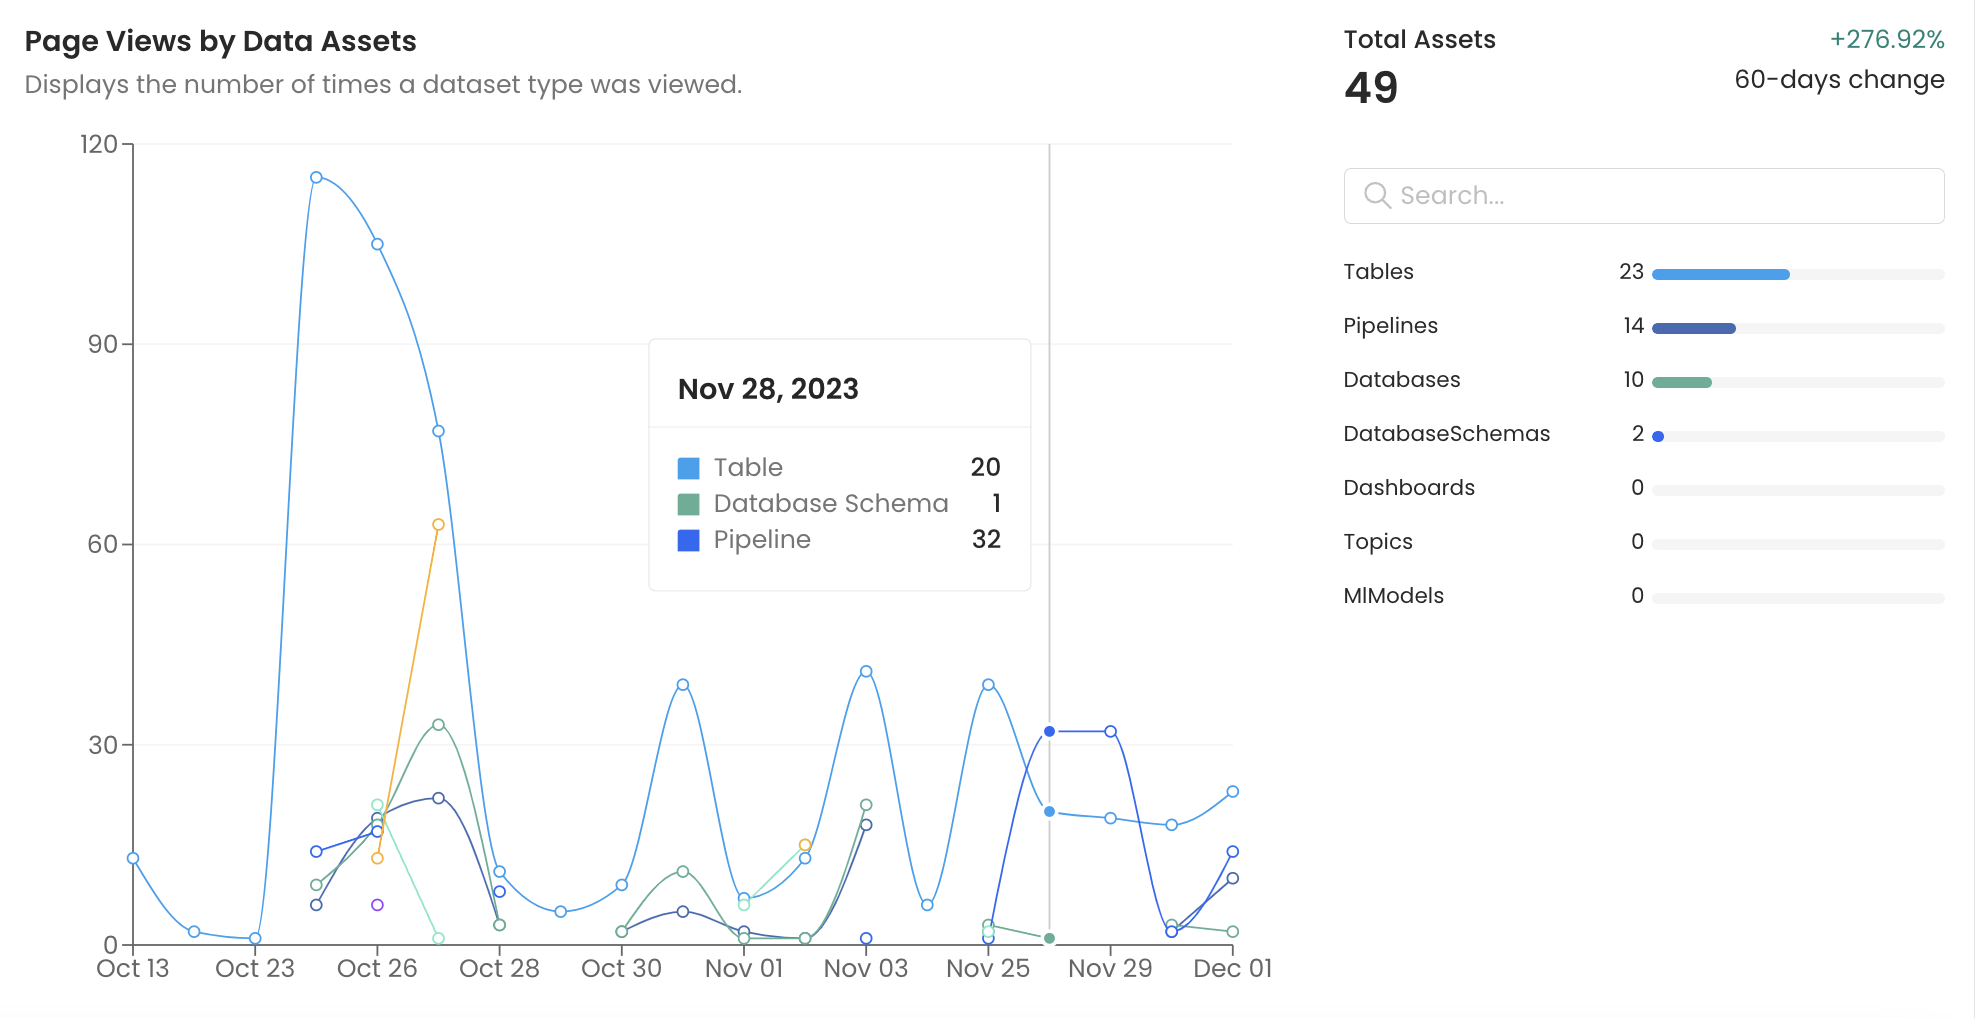 Page Views by Data Assets
Displays the number of times a dataset type was viewed.
120
90
60
30
0
Oct 13 Oct 23 Oct 26 Oct 28 Oct 30 Nov 01 Nov 03 Nov 25 Nov 29 Dec 01
Nov 28, 2023
Table 20
Database Schema 1
Pipeline 32
Total Assets +276.92%
49 60-days change
Search...
Tables 23
Pipelines 14
Databases 10
DatabaseSchemas 2
Dashboards 0
Topics 0
MlModels 0